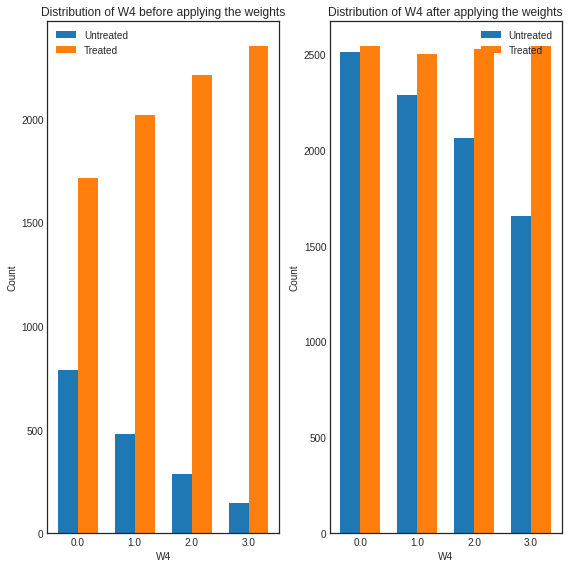 Distribution of W4 before applying the weights
Untreated
Treated
2000
1500
1000
500
0
Count
0.0 1.0 2.0 3.0
W4
Distribution of W4 after applying the weights
Untreated
Treated
2500
2000
1500
1000
500
0
Count
0.0 1.0 2.0 3.0
W4